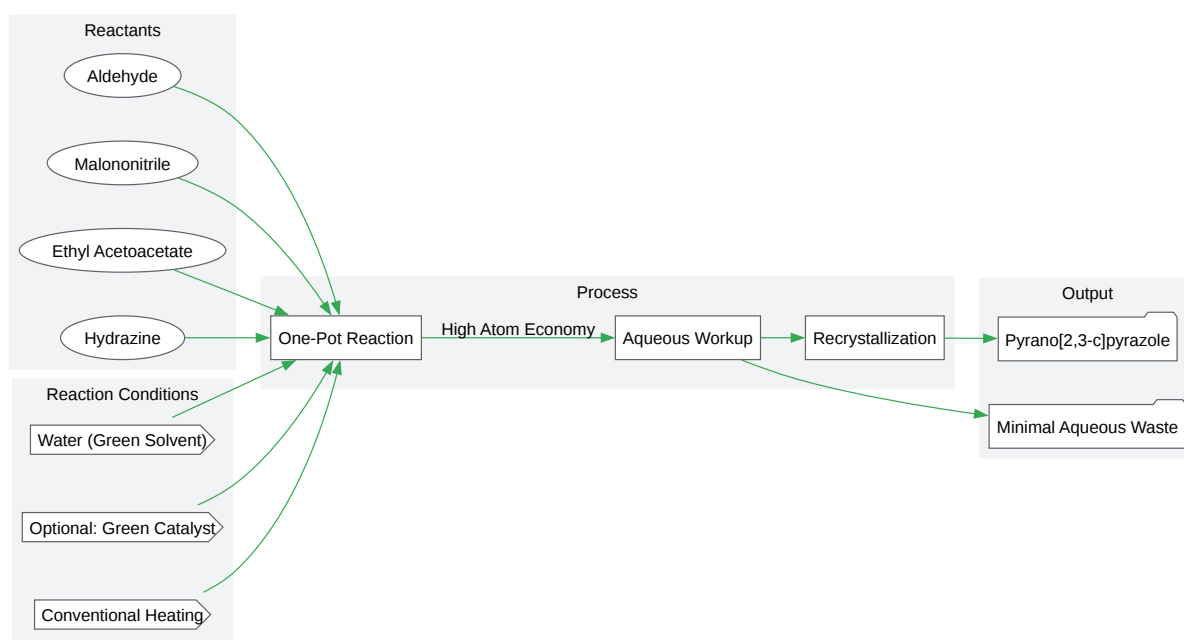 Reactants
Aldehyde
Malononitrile
Ethyl Acetoacetate
Hydrazine
Reaction Conditions
Water (Green Solvent)
Optional: Green Catalyst
Conventional Heating
Process
One-Pot Reaction
High Atom Economy
Aqueous Workup
Recrystallization
Output
Pyrano[2,3-c]pyrazole
Minimal Aqueous Waste